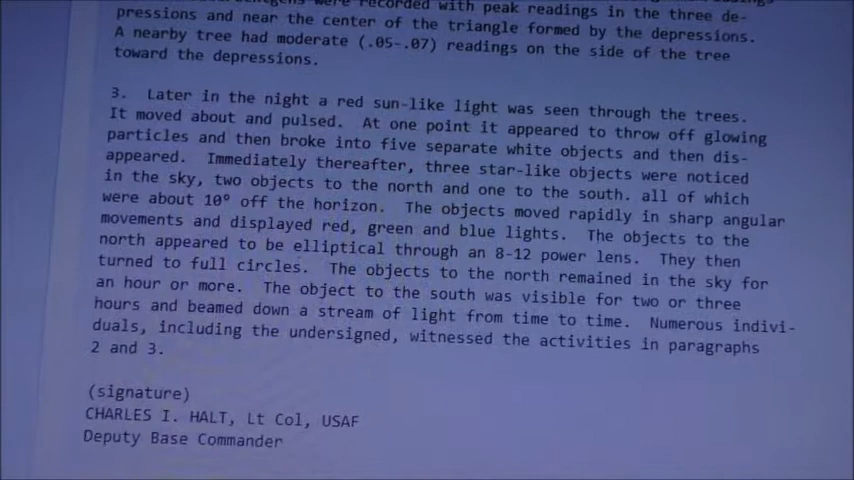 were recorded with peak readings in the three de-
pressions and near the center of the triangle formed by the depressions.
A nearby tree had moderate (.05-.07) readings on the side of the tree
toward the depressions.
3. Later in the night a red sun-like light was seen through the trees.
It moved about and pulsed. At one point it appeared to throw off glowing
particles and then broke into five separate white objects and then dis-
appeared. Immediately thereafter, three star-like objects were noticed
in the sky, two objects to the north and one to the south. all of which
were about 10º off the horizon. The objects moved rapidly in sharp angular
movements and displayed red, green and blue lights. The objects to the
north appeared to be elliptical through an 8-12 power lens. They then
turned to full circles. The objects to the north remained in the sky for
an hour or more. The object to the south was visible for two or three
hours and beamed down a stream of light from time to time. Numerous indivi-
duals, including the undersigned, witnessed the activities in paragraphs
2 and 3.
(signature)
CHARLES I. HALT, Lt Col, USAF
Deputy Base Commander